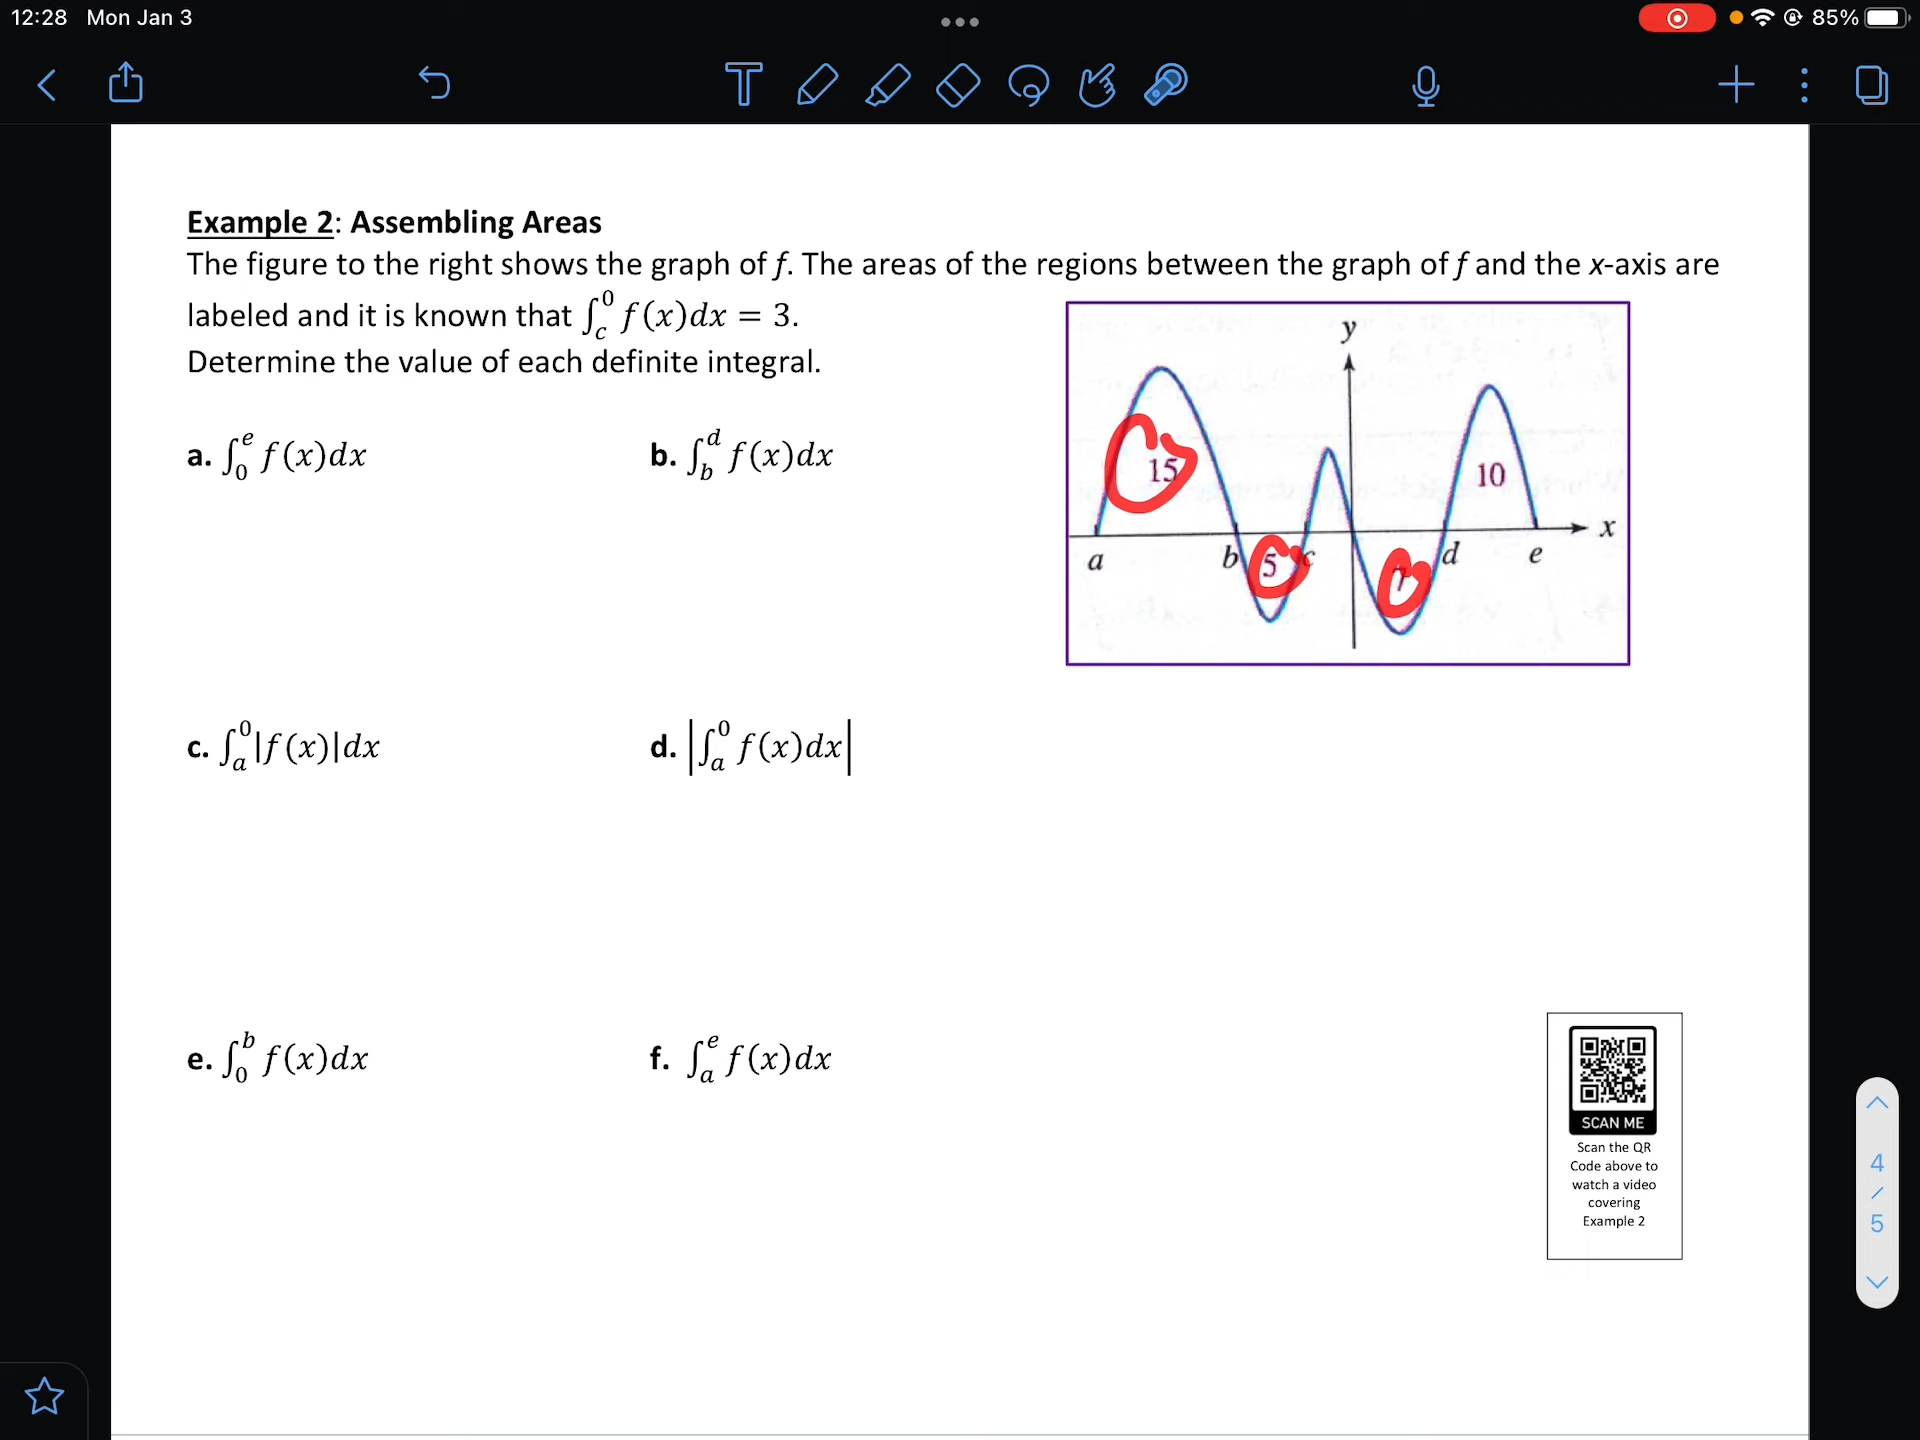 12:28 Mon Jan 3
85%
Example 2: Assembling Areas
The figure to the right shows the graph of f. The areas of the regions between the graph of f and the x-axis are
labeled and it is known that ∫_c^0 f(x)dx = 3.
Determine the value of each definite integral.
a. ∫_0^e f(x)dx
b. ∫_b^d f(x)dx
y
15
10
x
a
b
5
c
d
e
c. ∫_a^0 |f(x)|dx
d. |∫_a^0 f(x)dx|
e. ∫_0^b f(x)dx
f. ∫_a^e f(x)dx
SCAN ME
Scan the QR
Code above to
watch a video
covering
Example 2
4
/
5